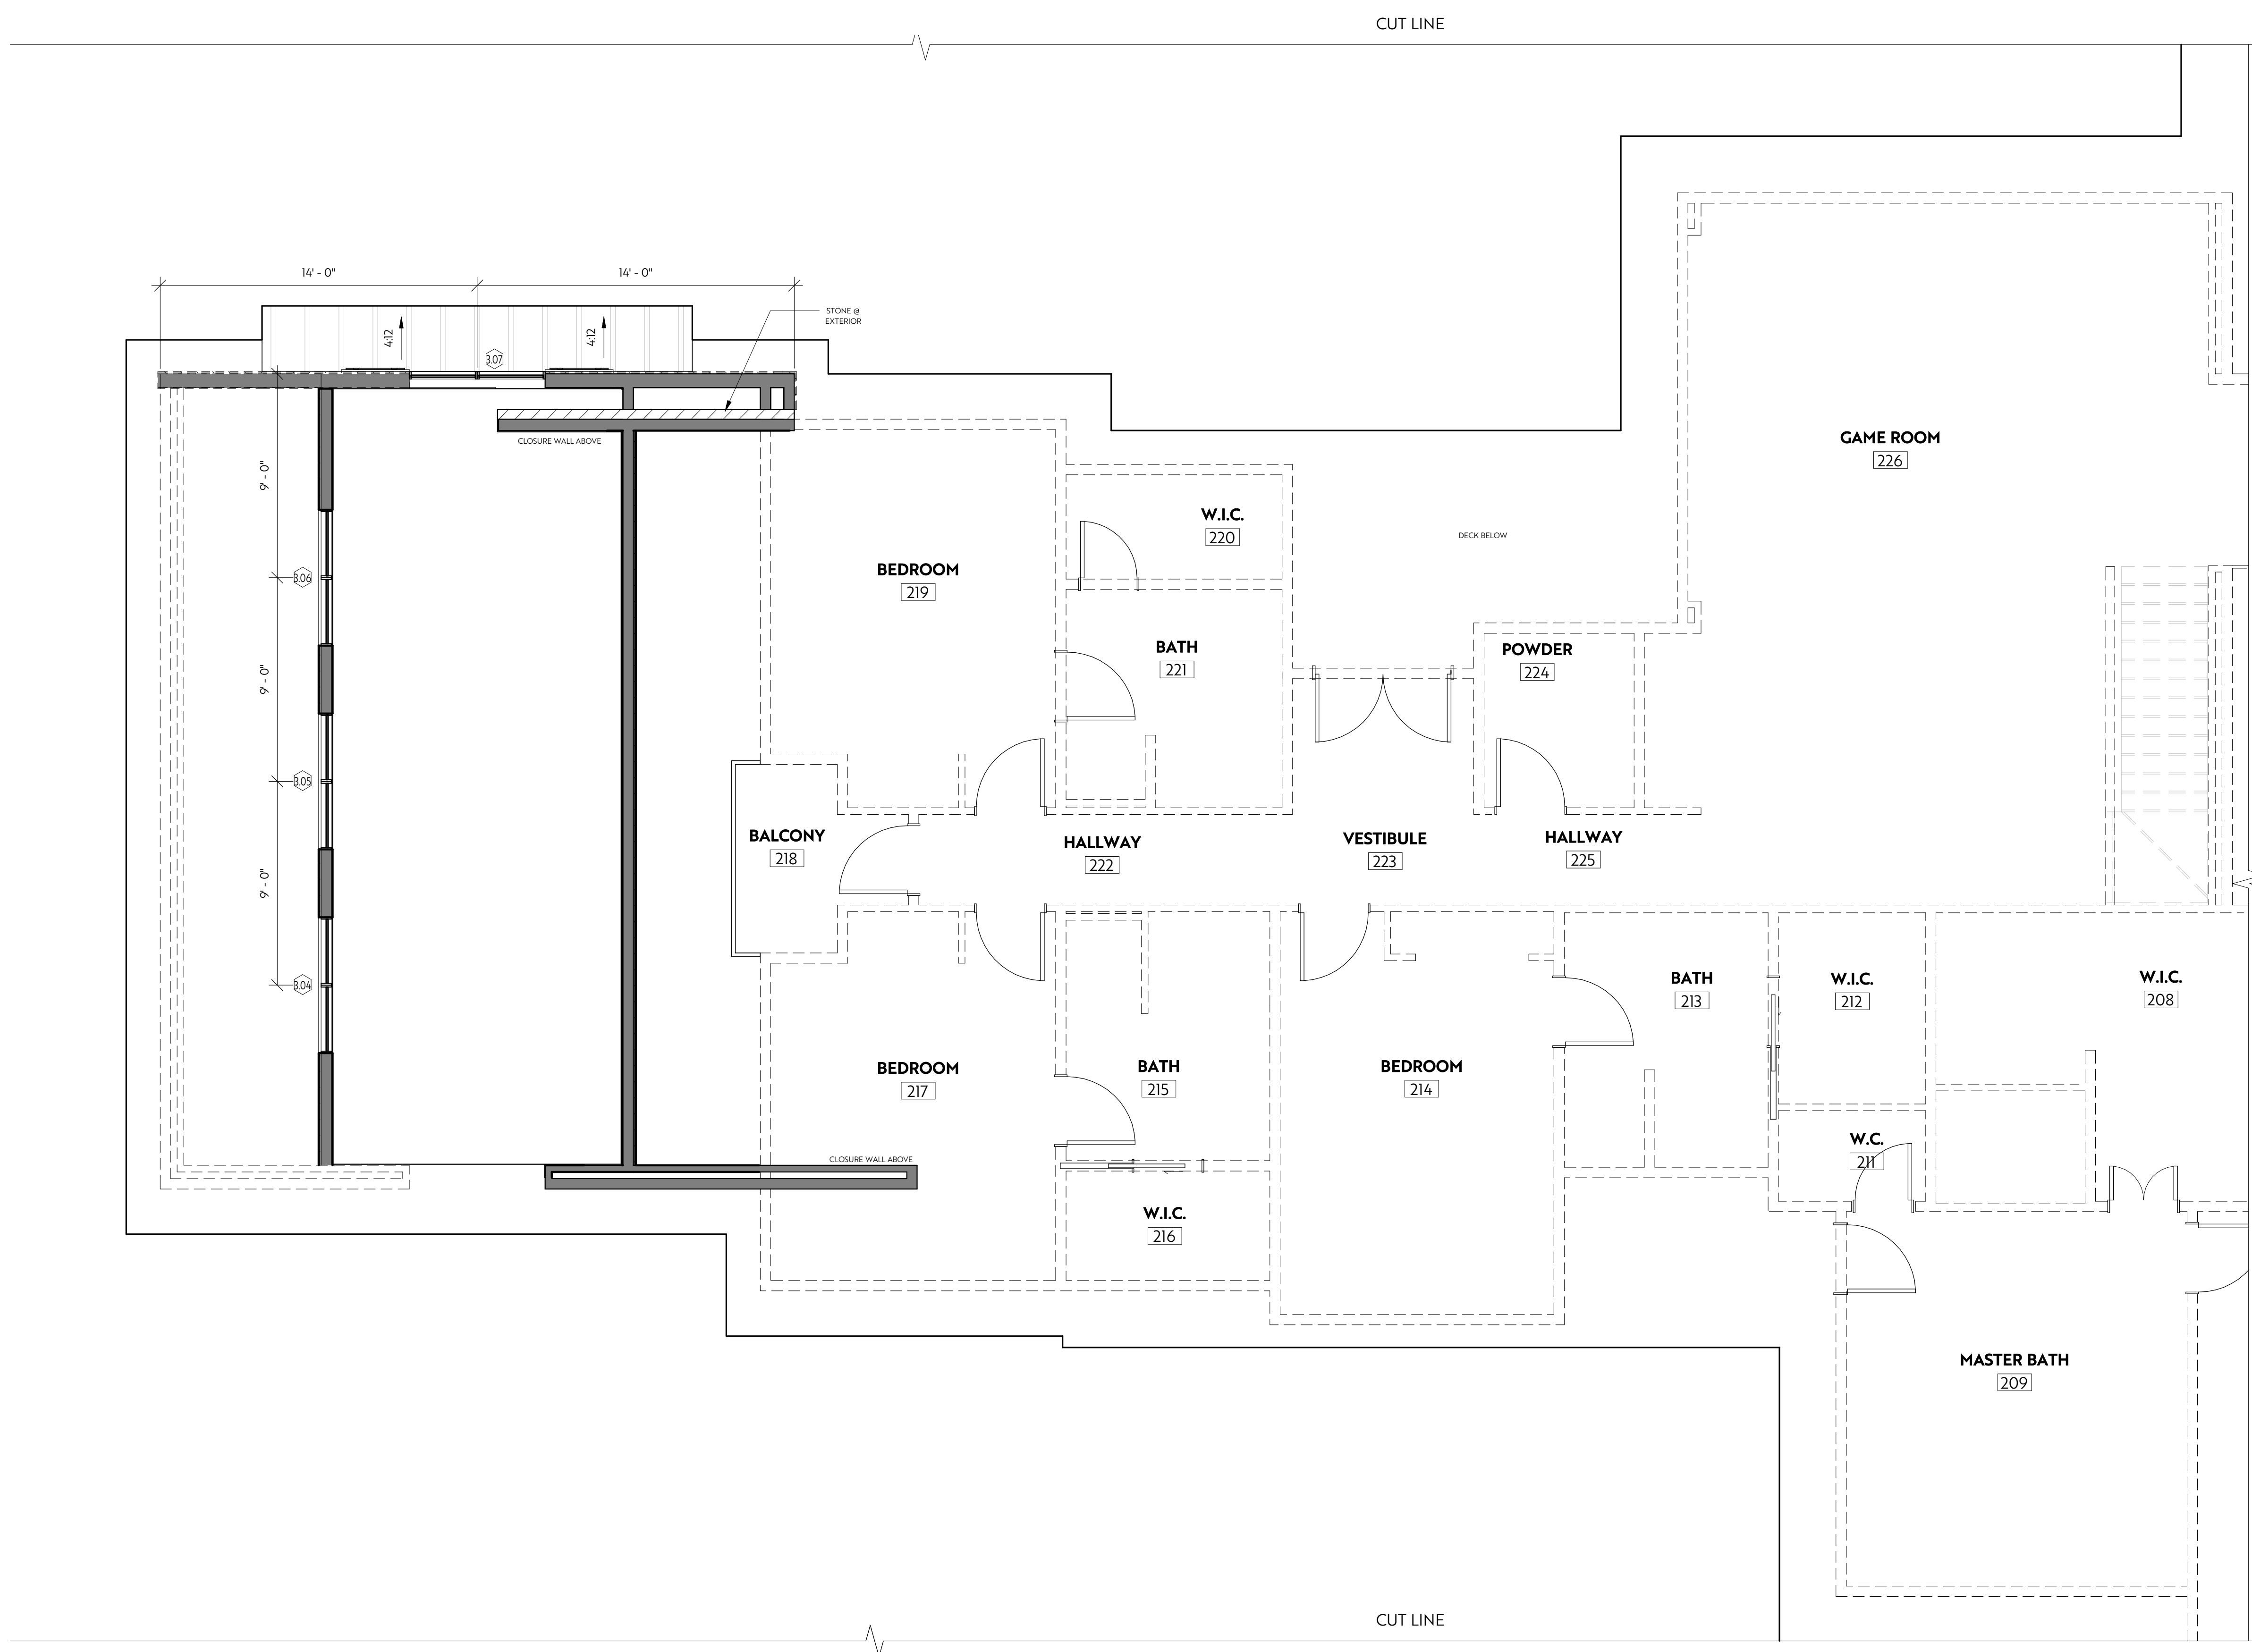 CUT LINE
14' - 0"
14' - 0"
STONE @
EXTERIOR
4:12
4:12
3.07
CLOSURE WALL ABOVE
GAME ROOM
226
9' - 0"
W.I.C.
220
DECK BELOW
BEDROOM
219
3.06
BATH
221
POWDER
224
9' - 0"
3.05
BALCONY
218
HALLWAY
222
VESTIBULE
223
HALLWAY
225
9' - 0"
3.04
BATH
213
W.I.C.
212
W.I.C.
208
BEDROOM
217
BATH
215
BEDROOM
214
W.C.
211
CLOSURE WALL ABOVE
W.I.C.
216
MASTER BATH
209
CUT LINE